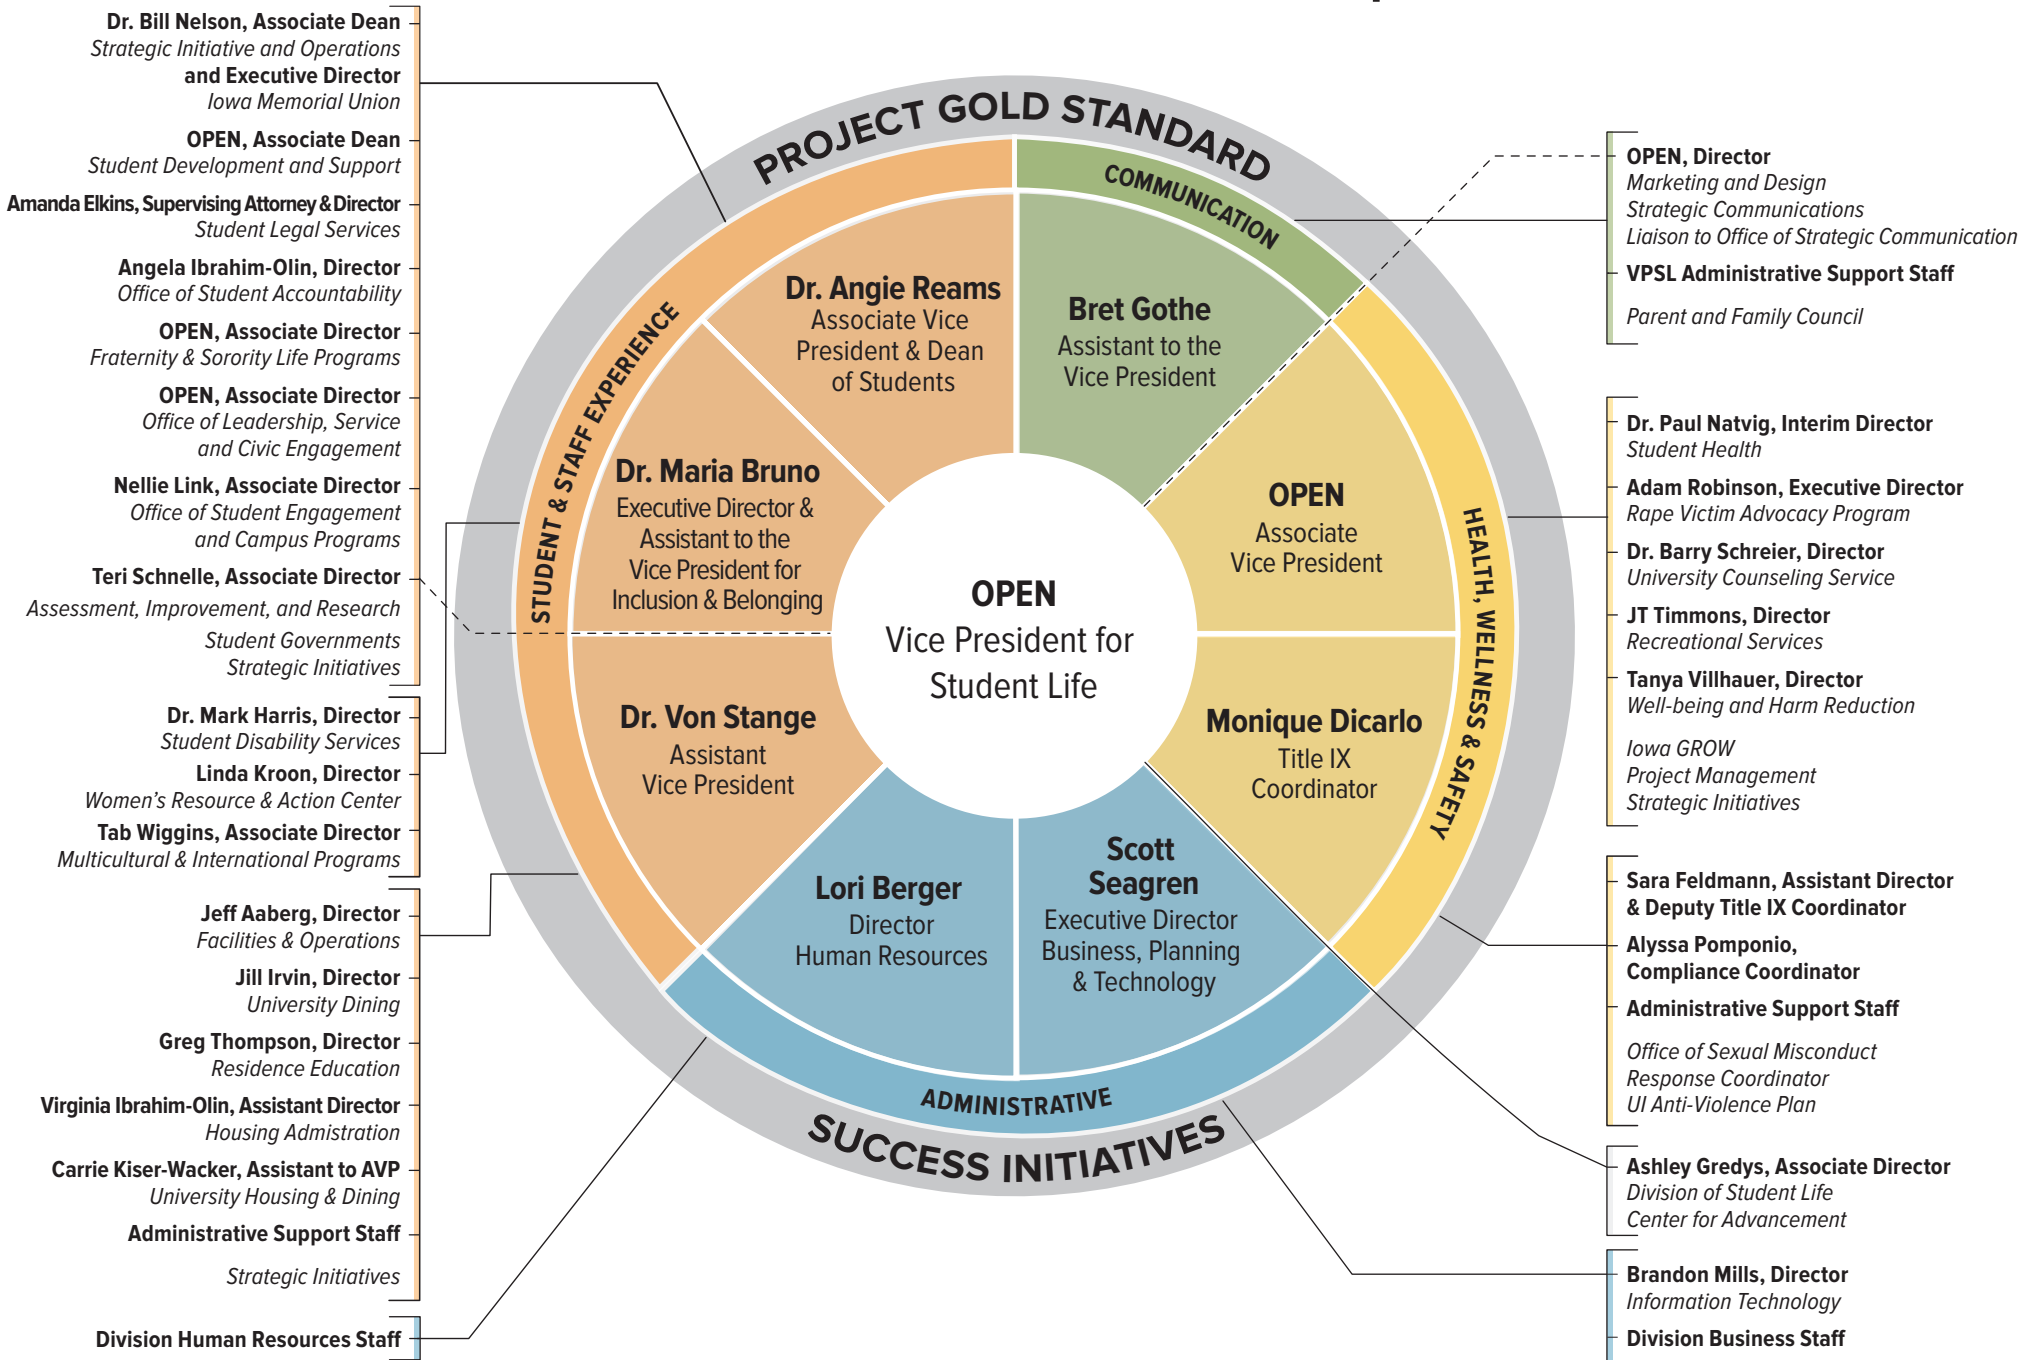 Dr. Bill Nelson, Associate Dean
Strategic Initiative and Operations
and Executive Director
Iowa Memorial Union
OPEN, Associate Dean
Student Development and Support
Amanda Elkins, Supervising Attorney & Director
Student Legal Services
Angela Ibrahim-Olin, Director
Office of Student Accountability
OPEN, Associate Director
Fraternity & Sorority Life Programs
OPEN, Associate Director
Office of Leadership, Service
and Civic Engagement
Nellie Link, Associate Director
Office of Student Engagement
and Campus Programs
Teri Schnelle, Associate Director
Assessment, Improvement, and Research
Student Governments
Strategic Initiatives
Dr. Mark Harris, Director
Student Disability Services
Linda Kroon, Director
Women’s Resource & Action Center
Tab Wiggins, Associate Director
Multicultural & International Programs
Jeff Aaberg, Director
Facilities & Operations
Jill Irvin, Director
University Dining
Greg Thompson, Director
Residence Education
Virginia Ibrahim-Olin, Assistant Director
Housing Admistration
Carrie Kiser-Wacker, Assistant to AVP
University Housing & Dining
Administrative Support Staff
Strategic Initiatives
Division Human Resources Staff
PROJECT GOLD STANDARD
COMMUNICATION
STUDENT & STAFF EXPERIENCE
HEALTH, WELLNESS & SAFETY
ADMINISTRATIVE
SUCCESS INITIATIVES
Dr. Angie Reams
Associate Vice
President & Dean
of Students
Bret Gothe
Assistant to the
Vice President
Dr. Maria Bruno
Executive Director &
Assistant to the
Vice President for
Inclusion & Belonging
OPEN
Associate
Vice President
OPEN
Vice President for
Student Life
Dr. Von Stange
Assistant
Vice President
Monique Dicarlo
Title IX
Coordinator
Lori Berger
Director
Human Resources
Scott
Seagren
Executive Director
Business, Planning
& Technology
OPEN, Director
Marketing and Design
Strategic Communications
Liaison to Office of Strategic Communication
VPSL Administrative Support Staff
Parent and Family Council
Dr. Paul Natvig, Interim Director
Student Health
Adam Robinson, Executive Director
Rape Victim Advocacy Program
Dr. Barry Schreier, Director
University Counseling Service
JT Timmons, Director
Recreational Services
Tanya Villhauer, Director
Well-being and Harm Reduction
Iowa GROW
Project Management
Strategic Initiatives
Sara Feldmann, Assistant Director
& Deputy Title IX Coordinator
Alyssa Pomponio,
Compliance Coordinator
Administrative Support Staff
Office of Sexual Misconduct
Response Coordinator
UI Anti-Violence Plan
Ashley Gredys, Associate Director
Division of Student Life
Center for Advancement
Brandon Mills, Director
Information Technology
Division Business Staff